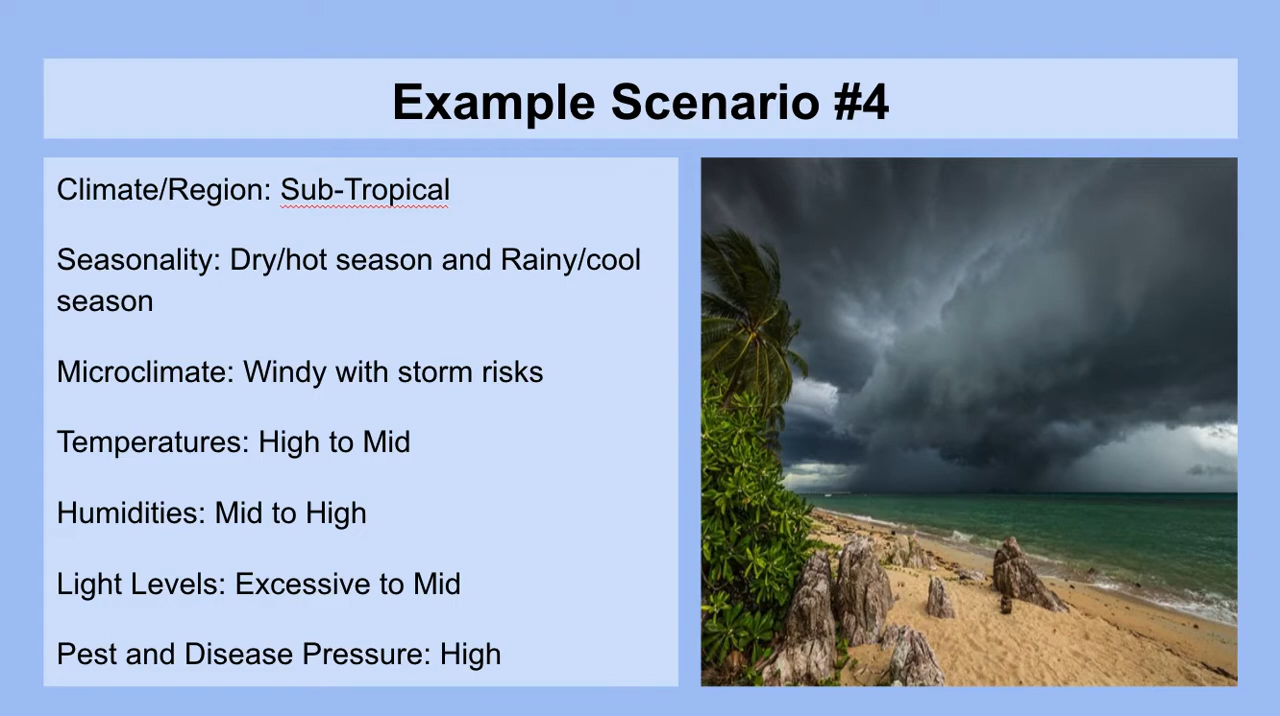 Example Scenario #4
Climate/Region: Sub-Tropical
Seasonality: Dry/hot season and Rainy/cool
season
Microclimate: Windy with storm risks
Temperatures: High to Mid
Humidities: Mid to High
Light Levels: Excessive to Mid
Pest and Disease Pressure: High